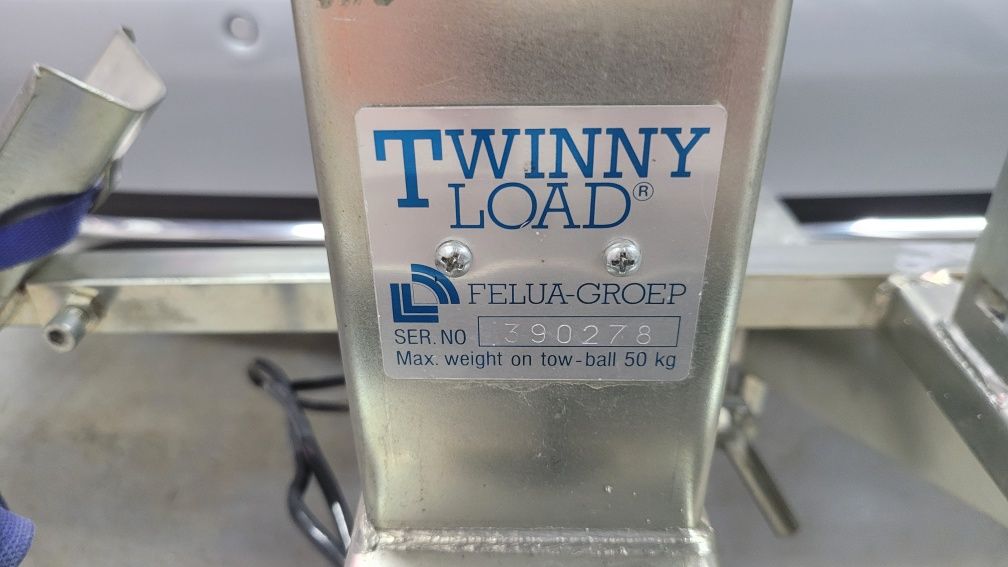 TWINNY
LOAD®
FELUA-GROEP
SER. NO 390278
Max. weight on tow-ball 50 kg